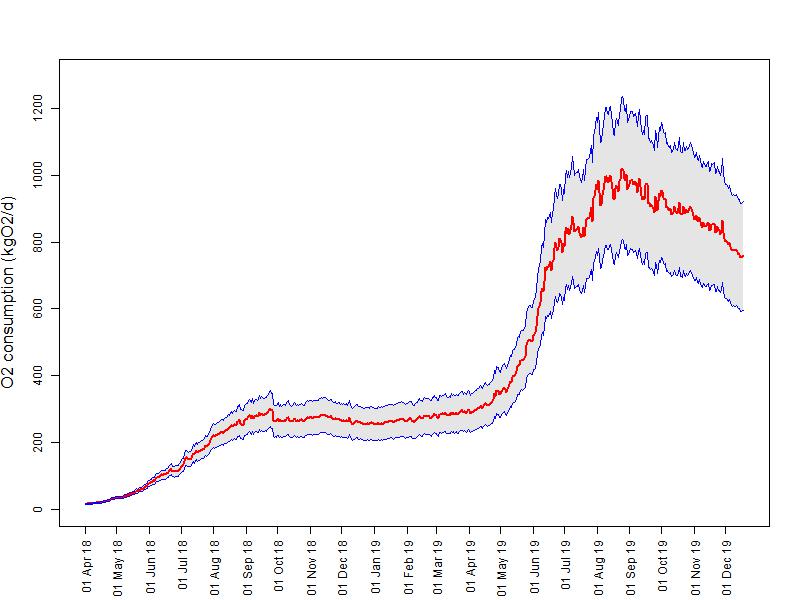 O2 consumption (kgO2/d)
1200
1000
800
600
400
200
0
01 Apr 18
01 May 18
01 Jun 18
01 Jul 18
01 Aug 18
01 Sep 18
01 Oct 18
01 Nov 18
01 Dec 18
01 Jan 19
01 Feb 19
01 Mar 19
01 Apr 19
01 May 19
01 Jun 19
01 Jul 19
01 Aug 19
01 Sep 19
01 Oct 19
01 Nov 19
01 Dec 19